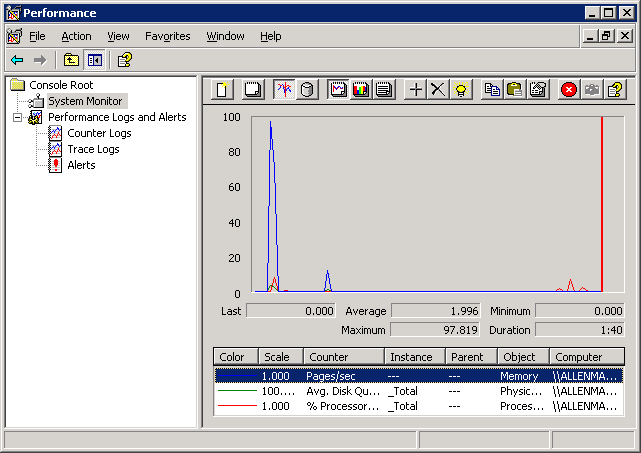 Performance
File Action View Favorites Window Help
Console Root
System Monitor
Performance Logs and Alerts
Counter Logs
Trace Logs
Alerts
100
80
60
40
20
0
Last 0.000 Average 1.996 Minimum 0.000
Maximum 97.819 Duration 1:40
Color Scale Counter Instance Parent Object Computer
1.000 Pages/sec --- --- Memory \\ALLENMA...
100.... Avg. Disk Qu... _Total --- Physic... \\ALLENMA...
1.000 % Processor... _Total --- Proces... \\ALLENMA...